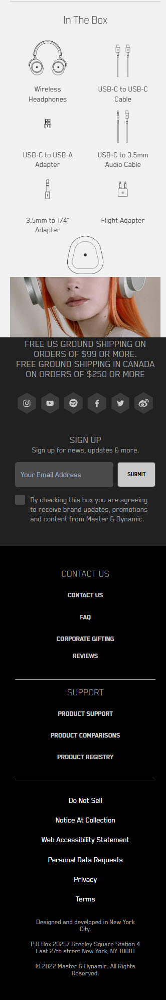 In The Box
Wireless
Headphones
USB-C to USB-C
Cable
USB-C to USB-A
Adapter
USB-C to 3.5mm
Audio Cable
3.5mm to 1/4”
Adapter
Flight Adapter
FREE US GROUND SHIPPING ON
ORDERS OF $99 OR MORE.
FREE GROUND SHIPPING IN CANADA
ON ORDERS OF $250 OR MORE
SIGN UP
Sign up for news, updates & more.
Your Email Address
SUBMIT
By checking this box you are agreeing
to receive brand updates, promotions
and content from Master & Dynamic.
CONTACT US
CONTACT US
FAQ
CORPORATE GIFTING
REVIEWS
SUPPORT
PRODUCT SUPPORT
PRODUCT COMPARISONS
PRODUCT REGISTRY
Do Not Sell
Notice At Collection
Web Accessibility Statement
Personal Data Requests
Privacy
Terms
Designed and developed in New York
City.
P.O Box 20257 Greeley Square Station 4
East 27th street New York, NY 10001
© 2022 Master & Dynamic. All Rights
Reserved.